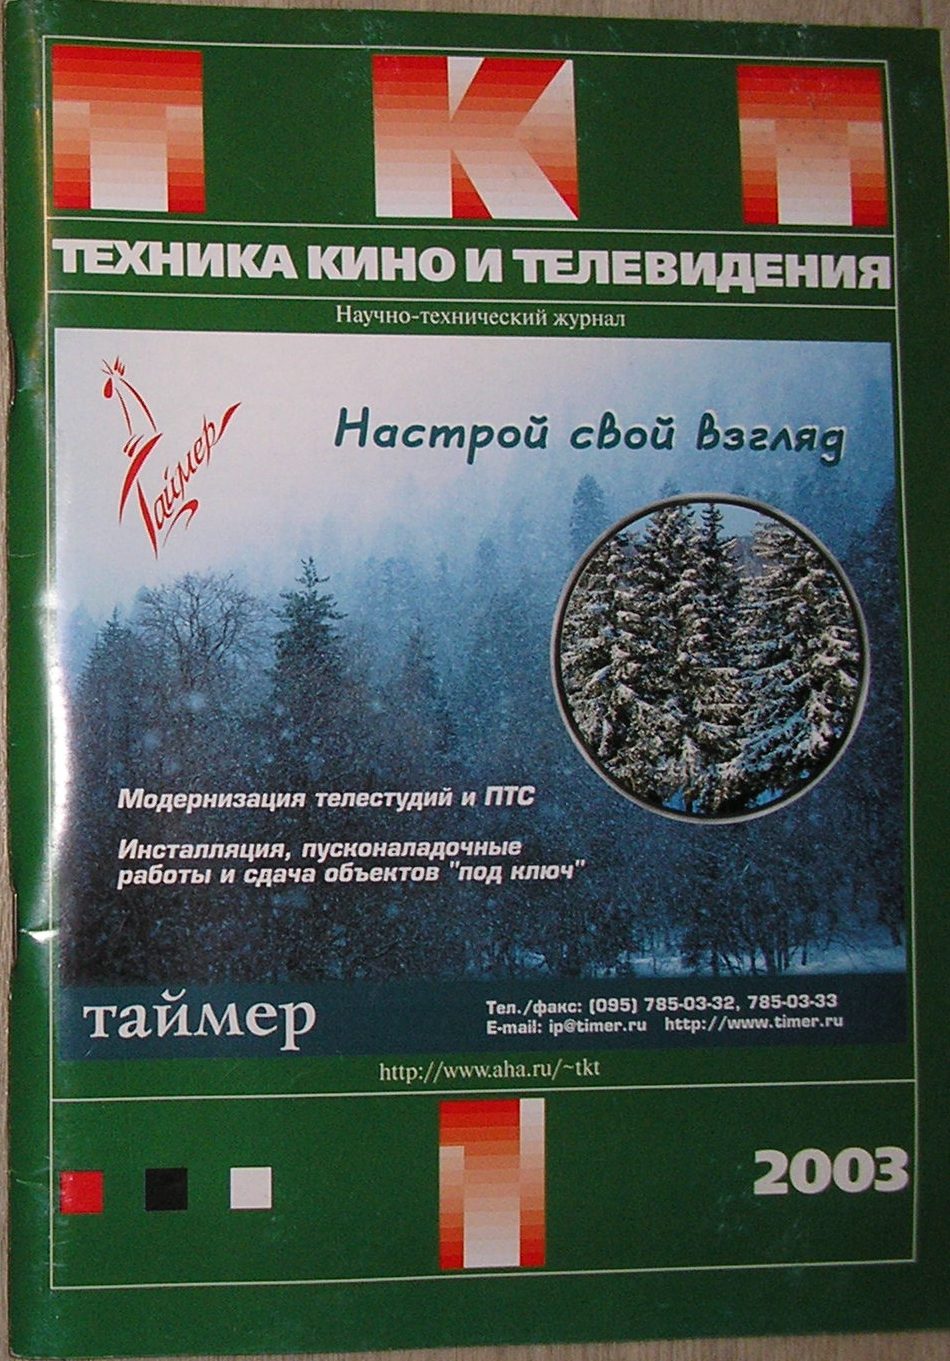 ТКТ
ТЕХНИКА КИНО И ТЕЛЕВИДЕНИЯ
Научно-технический журнал
Таймер
Настрой свой взгляд
Модернизация телестудий и ПТС
Инсталляция, пусконаладочные
работы и сдача объектов "под ключ"
таймер
Тел./факс: (095) 785-03-32, 785-03-33
E-mail: ip@timer.ru http://www.timer.ru
http://www.aha.ru/~tkt
1
2003